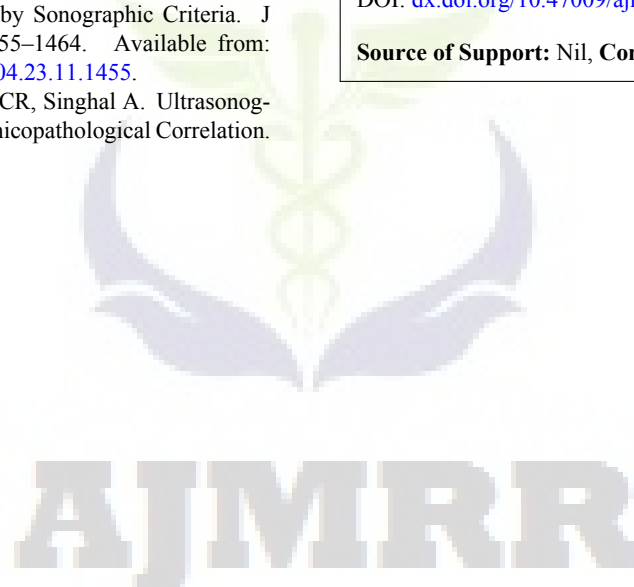 by Sonographic Criteria. J
55–1464. Available from:
04.23.11.1455.
CR, Singhal A. Ultrasonog-
nicopathological Correlation.
DOI: dx.doi.org/10.47009/aj
Source of Support: Nil, Con
AJMRR